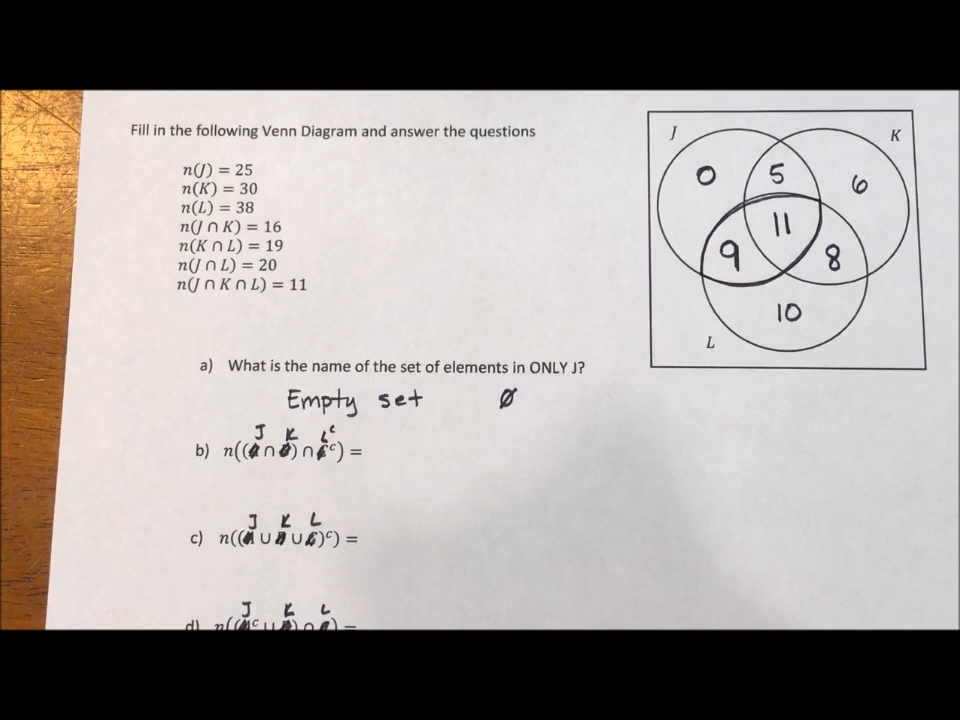 Fill in the following Venn Diagram and answer the questions
J
K
n(J) = 25
n(K) = 30
n(L) = 38
n(J ∩ K) = 16
n(K ∩ L) = 19
n(J ∩ L) = 20
n(J ∩ K ∩ L) = 11
0
5
6
11
9
8
10
L
a) What is the name of the set of elements in ONLY J?
Empty set ∅
J K Lᶜ
b) n(( ∩ ) ∩ ᶜ) =
J K L
c) n(( ∪ ∪ )ᶜ) =
J K L
d) n((ᶜ ∪ ) ∩ ) =